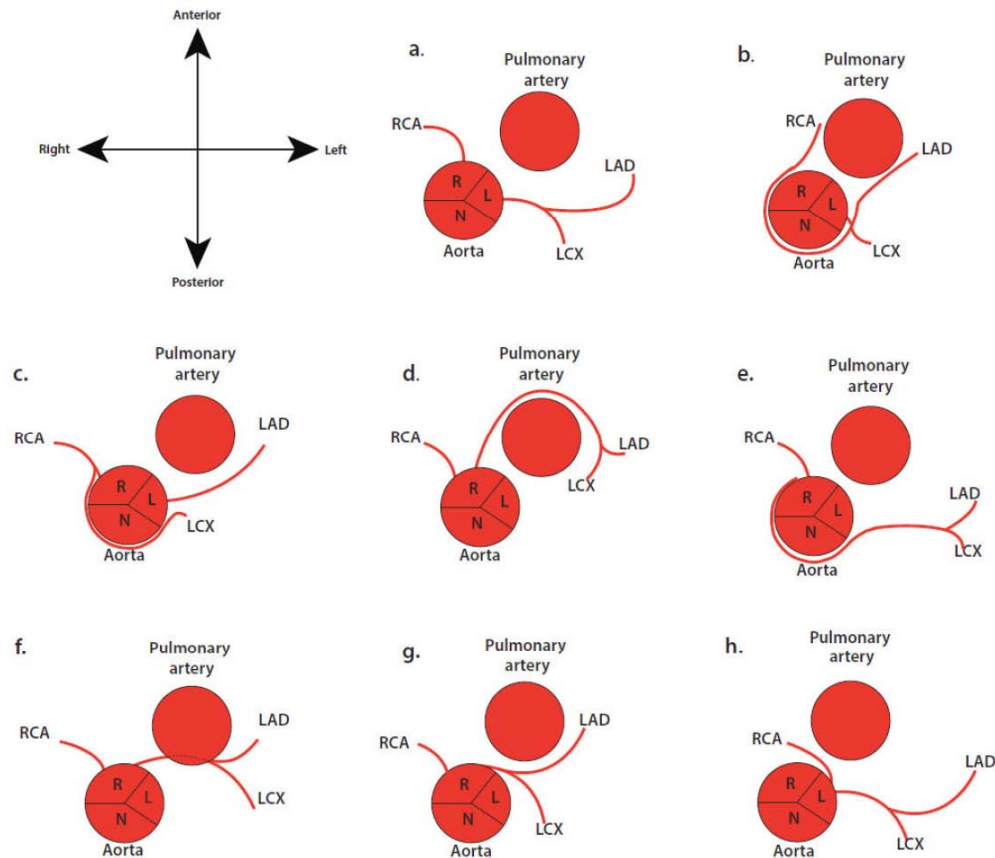 Anterior
Right
Left
Posterior
a.
Pulmonary
artery
RCA
LAD
R
L
N
LCX
Aorta
b.
Pulmonary
artery
RCA
LAD
R
L
N
LCX
Aorta
c.
Pulmonary
artery
RCA
LAD
R
L
N
LCX
Aorta
d.
Pulmonary
artery
RCA
LAD
LCX
R
L
N
Aorta
e.
Pulmonary
artery
RCA
LAD
R
L
N
LCX
Aorta
f.
Pulmonary
artery
RCA
LAD
R
L
N
LCX
Aorta
g.
Pulmonary
artery
RCA
LAD
R
L
N
LCX
Aorta
h.
Pulmonary
artery
RCA
LAD
R
L
N
LCX
Aorta